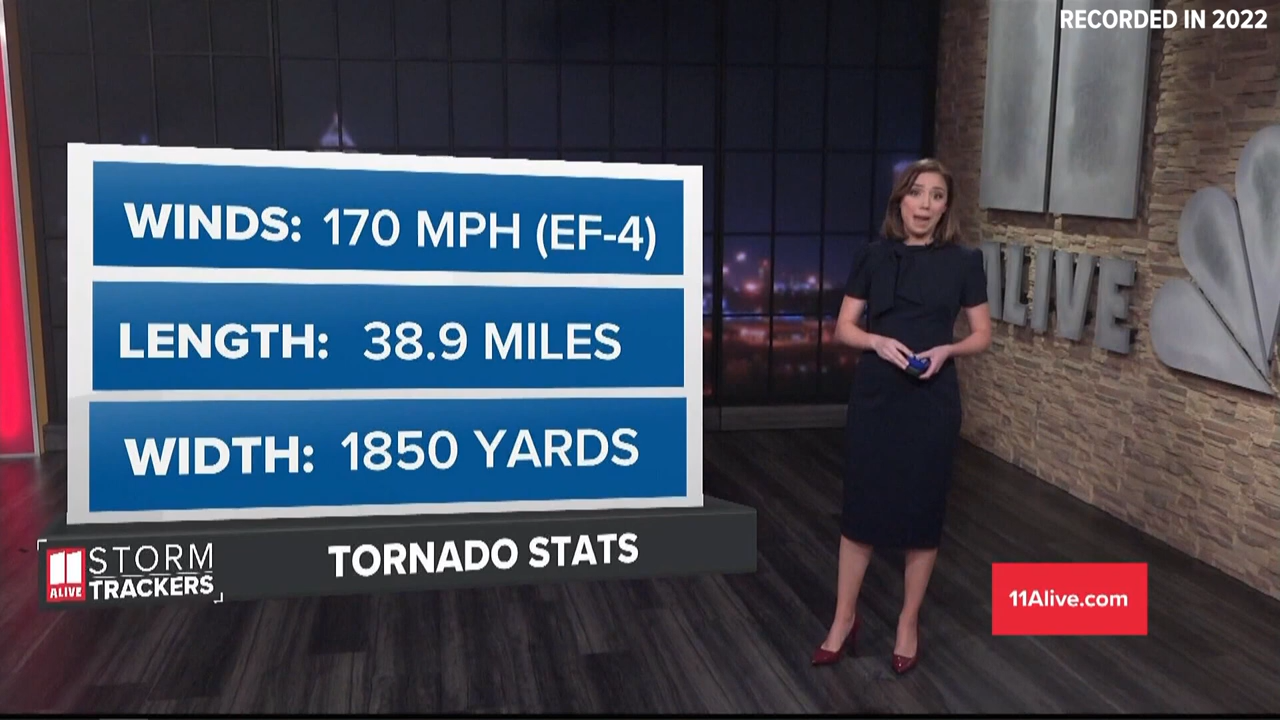 RECORDED IN 2022
WINDS: 170 MPH (EF-4)
LENGTH: 38.9 MILES
WIDTH: 1850 YARDS
TORNADO STATS
11 ALIVE
STORM
TRACKERS
ALIVE
11Alive.com